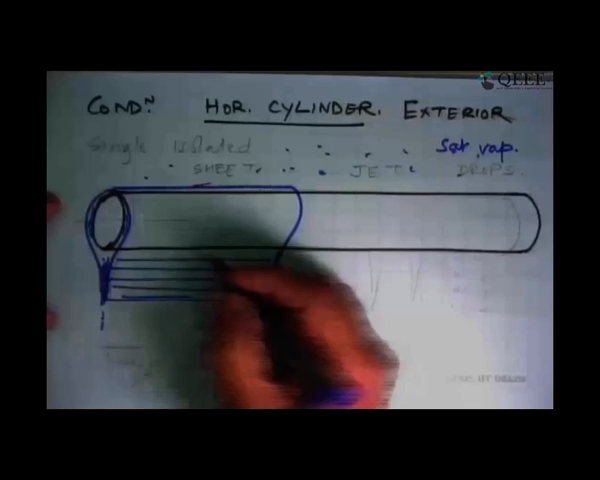 QEEE
CONDN. HOR. CYLINDER. EXTERIOR
Single Isolated Sat. vap.
SHEET JET DROPS